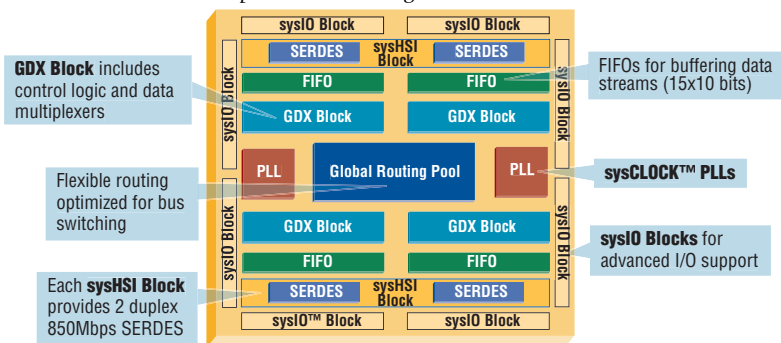 sysIO Block
sysIO Block
SERDES
sysHSI
Block
SERDES
GDX Block includes
control logic and data
multiplexers
sysIO Block
FIFO
FIFO
sysIO Block
FIFOs for buffering data
streams (15x10 bits)
GDX Block
GDX Block
Flexible routing
optimized for bus
switching
PLL
Global Routing Pool
PLL
sysCLOCK™ PLLs
sysIO Block
GDX Block
GDX Block
sysIO Block
sysIO Blocks for
advanced I/O support
FIFO
FIFO
Each sysHSI Block
provides 2 duplex
850Mbps SERDES
SERDES
sysHSI
Block
SERDES
sysIO™ Block
sysIO Block